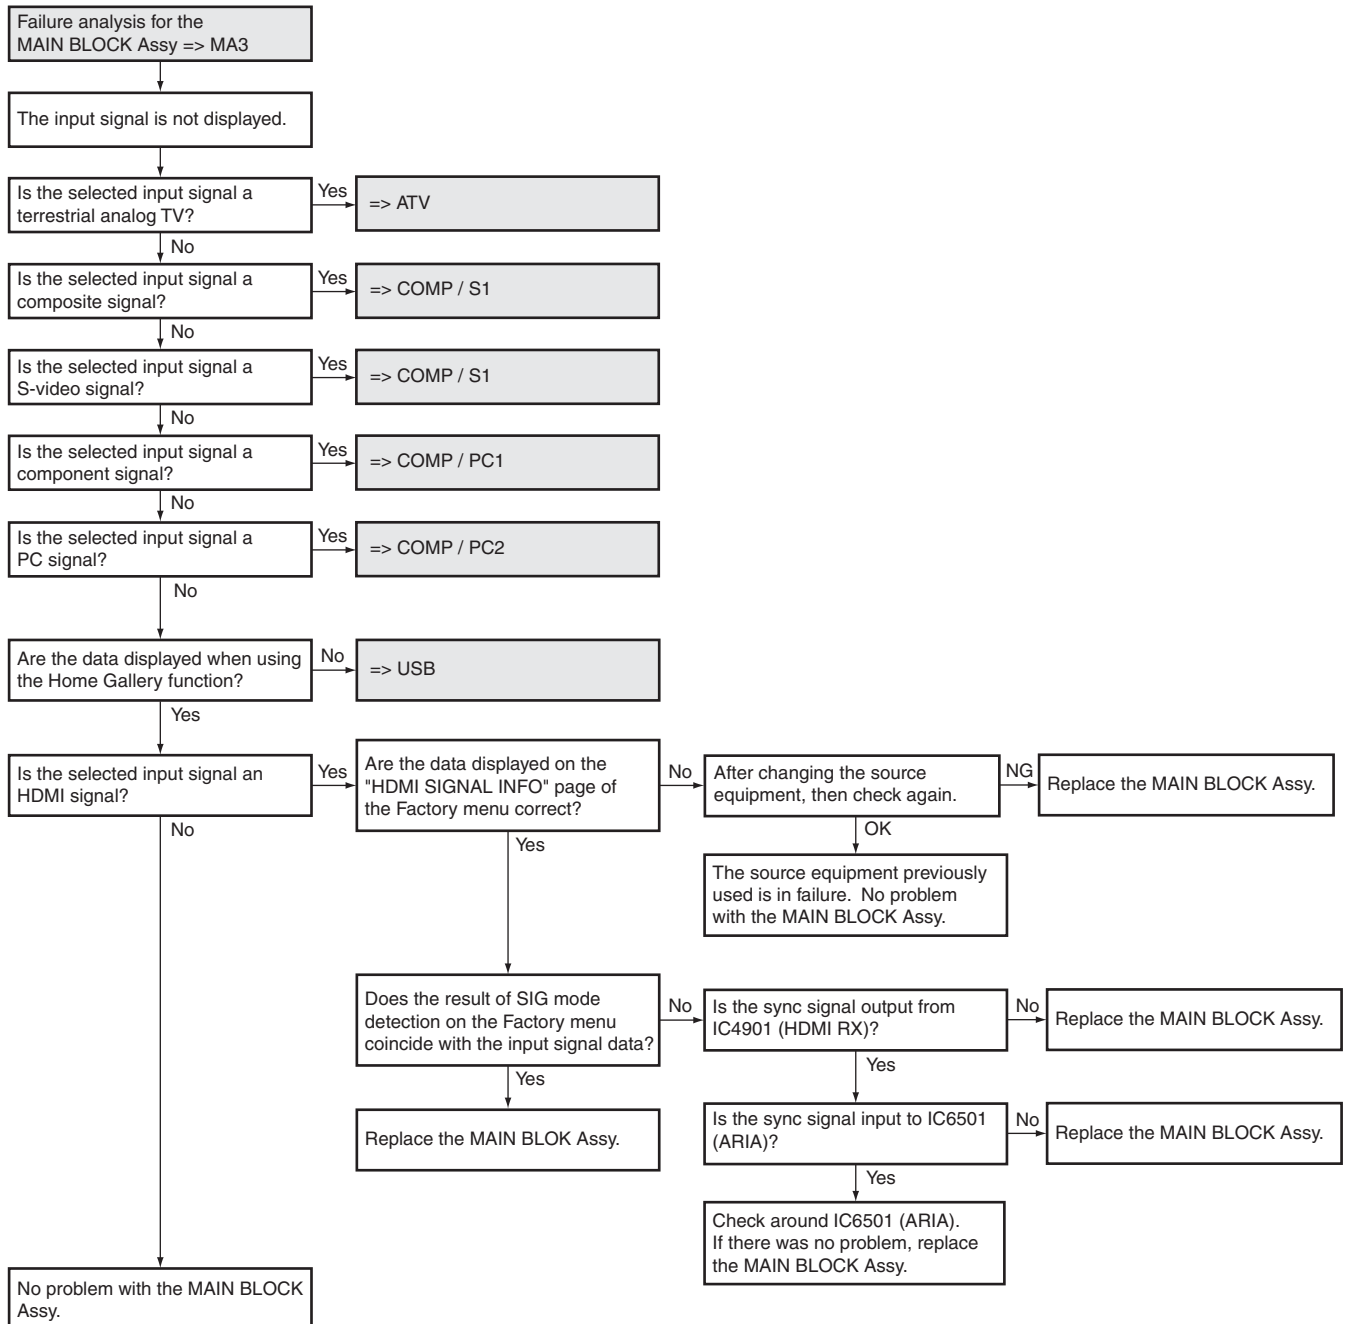 Failure analysis for the
MAIN BLOCK Assy => MA3
The input signal is not displayed.
Is the selected input signal a
terrestrial analog TV?
Yes
=> ATV
No
Is the selected input signal a
composite signal?
Yes
=> COMP / S1
No
Is the selected input signal a
S-video signal?
Yes
=> COMP / S1
No
Is the selected input signal a
component signal?
Yes
=> COMP / PC1
No
Is the selected input signal a
PC signal?
Yes
=> COMP / PC2
No
Are the data displayed when using
the Home Gallery function?
No
=> USB
Yes
Is the selected input signal an
HDMI signal?
Yes
Are the data displayed on the
"HDMI SIGNAL INFO" page of
the Factory menu correct?
No
After changing the source
equipment, then check again.
NG
Replace the MAIN BLOCK Assy.
No
Yes
OK
The source equipment previously
used is in failure.  No problem
with the MAIN BLOCK Assy.
Does the result of SIG mode
detection on the Factory menu
coincide with the input signal data?
No
Is the sync signal output from
IC4901 (HDMI RX)?
No
Replace the MAIN BLOCK Assy.
Yes
Yes
Replace the MAIN BLOK Assy.
Is the sync signal input to IC6501
(ARIA)?
No
Replace the MAIN BLOCK Assy.
Yes
Check around IC6501 (ARIA).
If there was no problem, replace
the MAIN BLOCK Assy.
No problem with the MAIN BLOCK
Assy.